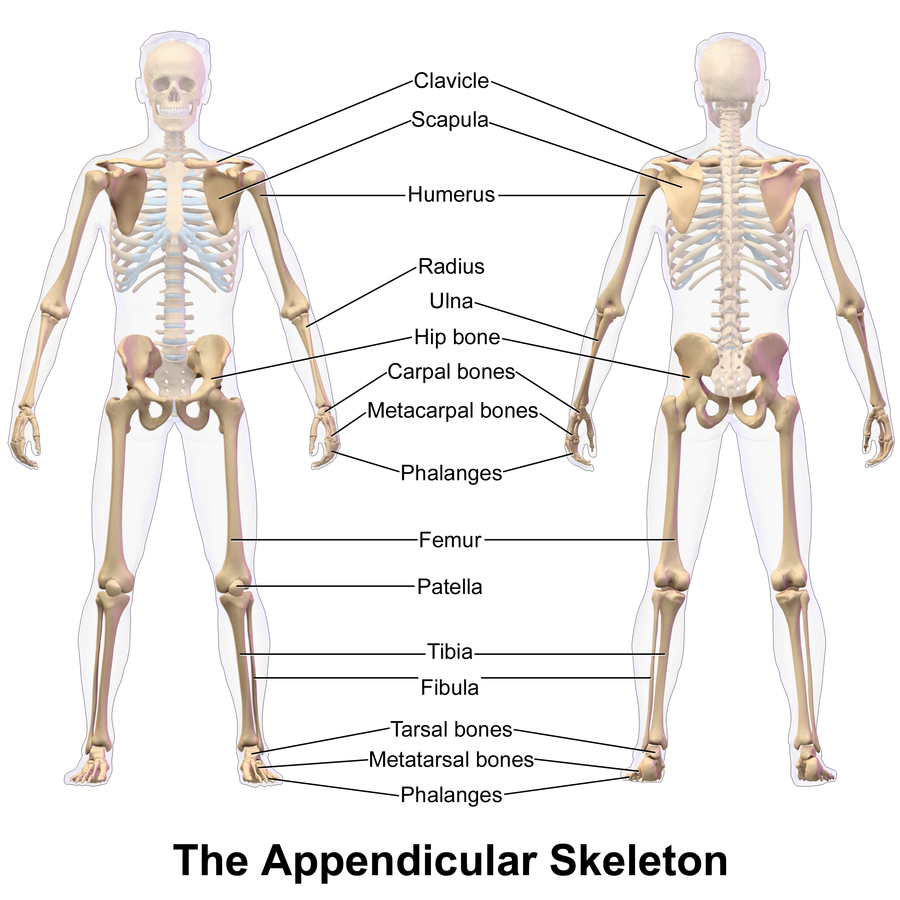 Clavicle
Scapula
Humerus
Radius
Ulna
Hip bone
Carpal bones
Metacarpal bones
Phalanges
Femur
Patella
Tibia
Fibula
Tarsal bones
Metatarsal bones
Phalanges
The Appendicular Skeleton